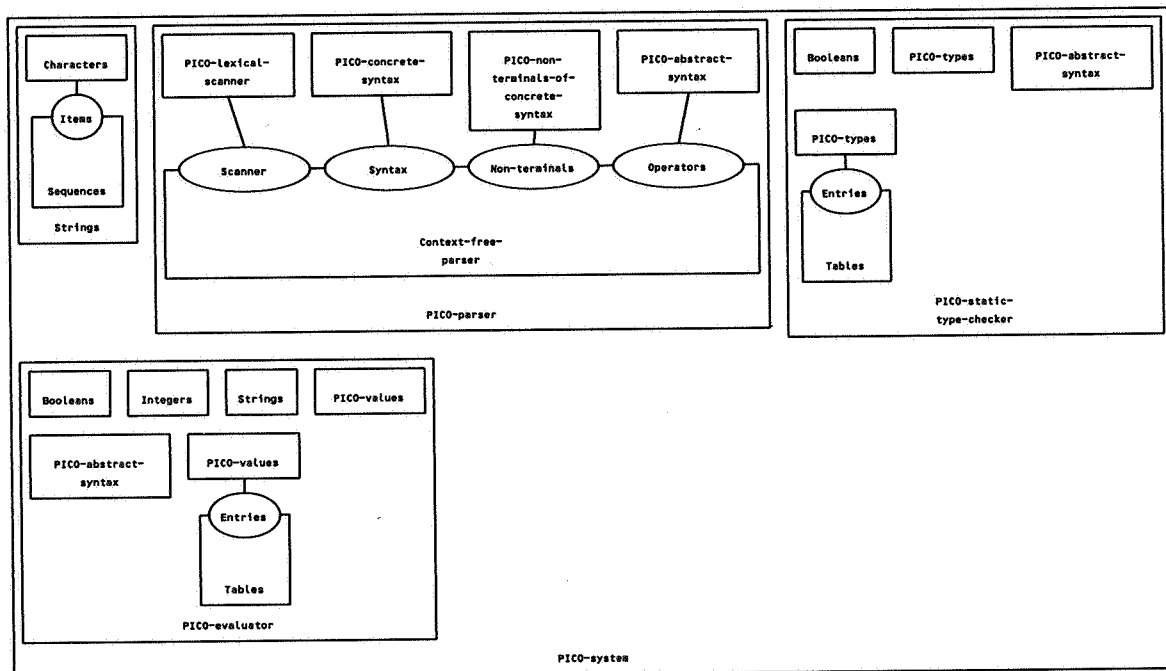 Characters
Items
Sequences
Strings
PICO-lexical-
scanner
PICO-concrete-
syntax
PICO-non-
terminals-of-
concrete-
syntax
PICO-abstract-
syntax
Scanner
Syntax
Non-terminals
Operators
Context-free-
parser
PICO-parser
Booleans
PICO-types
PICO-abstract-
syntax
PICO-types
Entries
Tables
PICO-static-
type-checker
Booleans
Integers
Strings
PICO-values
PICO-abstract-
syntax
PICO-values
Entries
Tables
PICO-evaluator
PICO-system